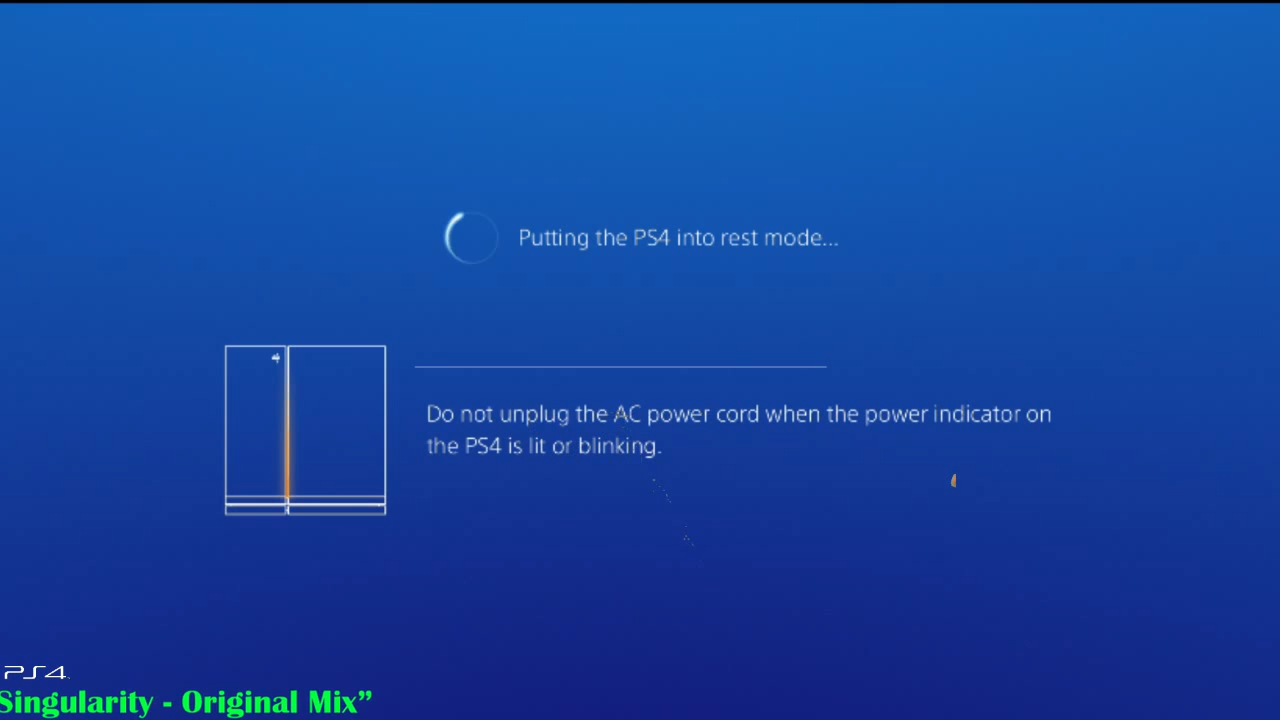 Putting the PS4 into rest mode...
Do not unplug the AC power cord when the power indicator on
the PS4 is lit or blinking.
PS4
Singularity - Original Mix”